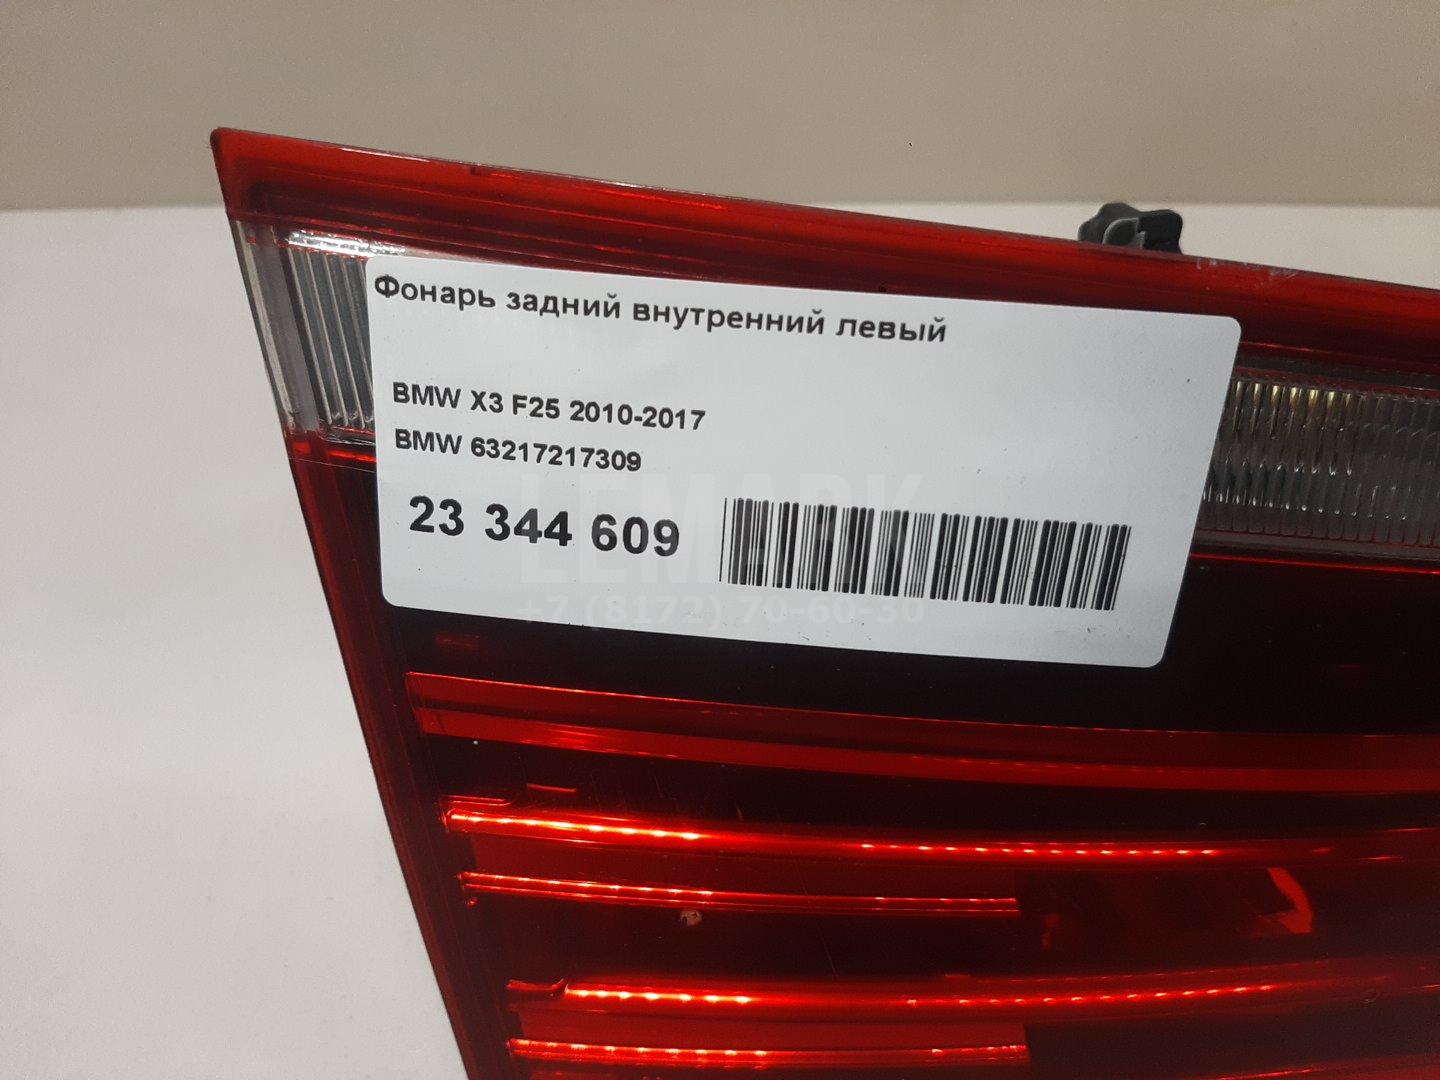 Фонарь задний внутренний левый
BMW X3 F25 2010-2017
BMW 63217217309
23 344 609
LEMARK
+7 (8172) 70-60-30